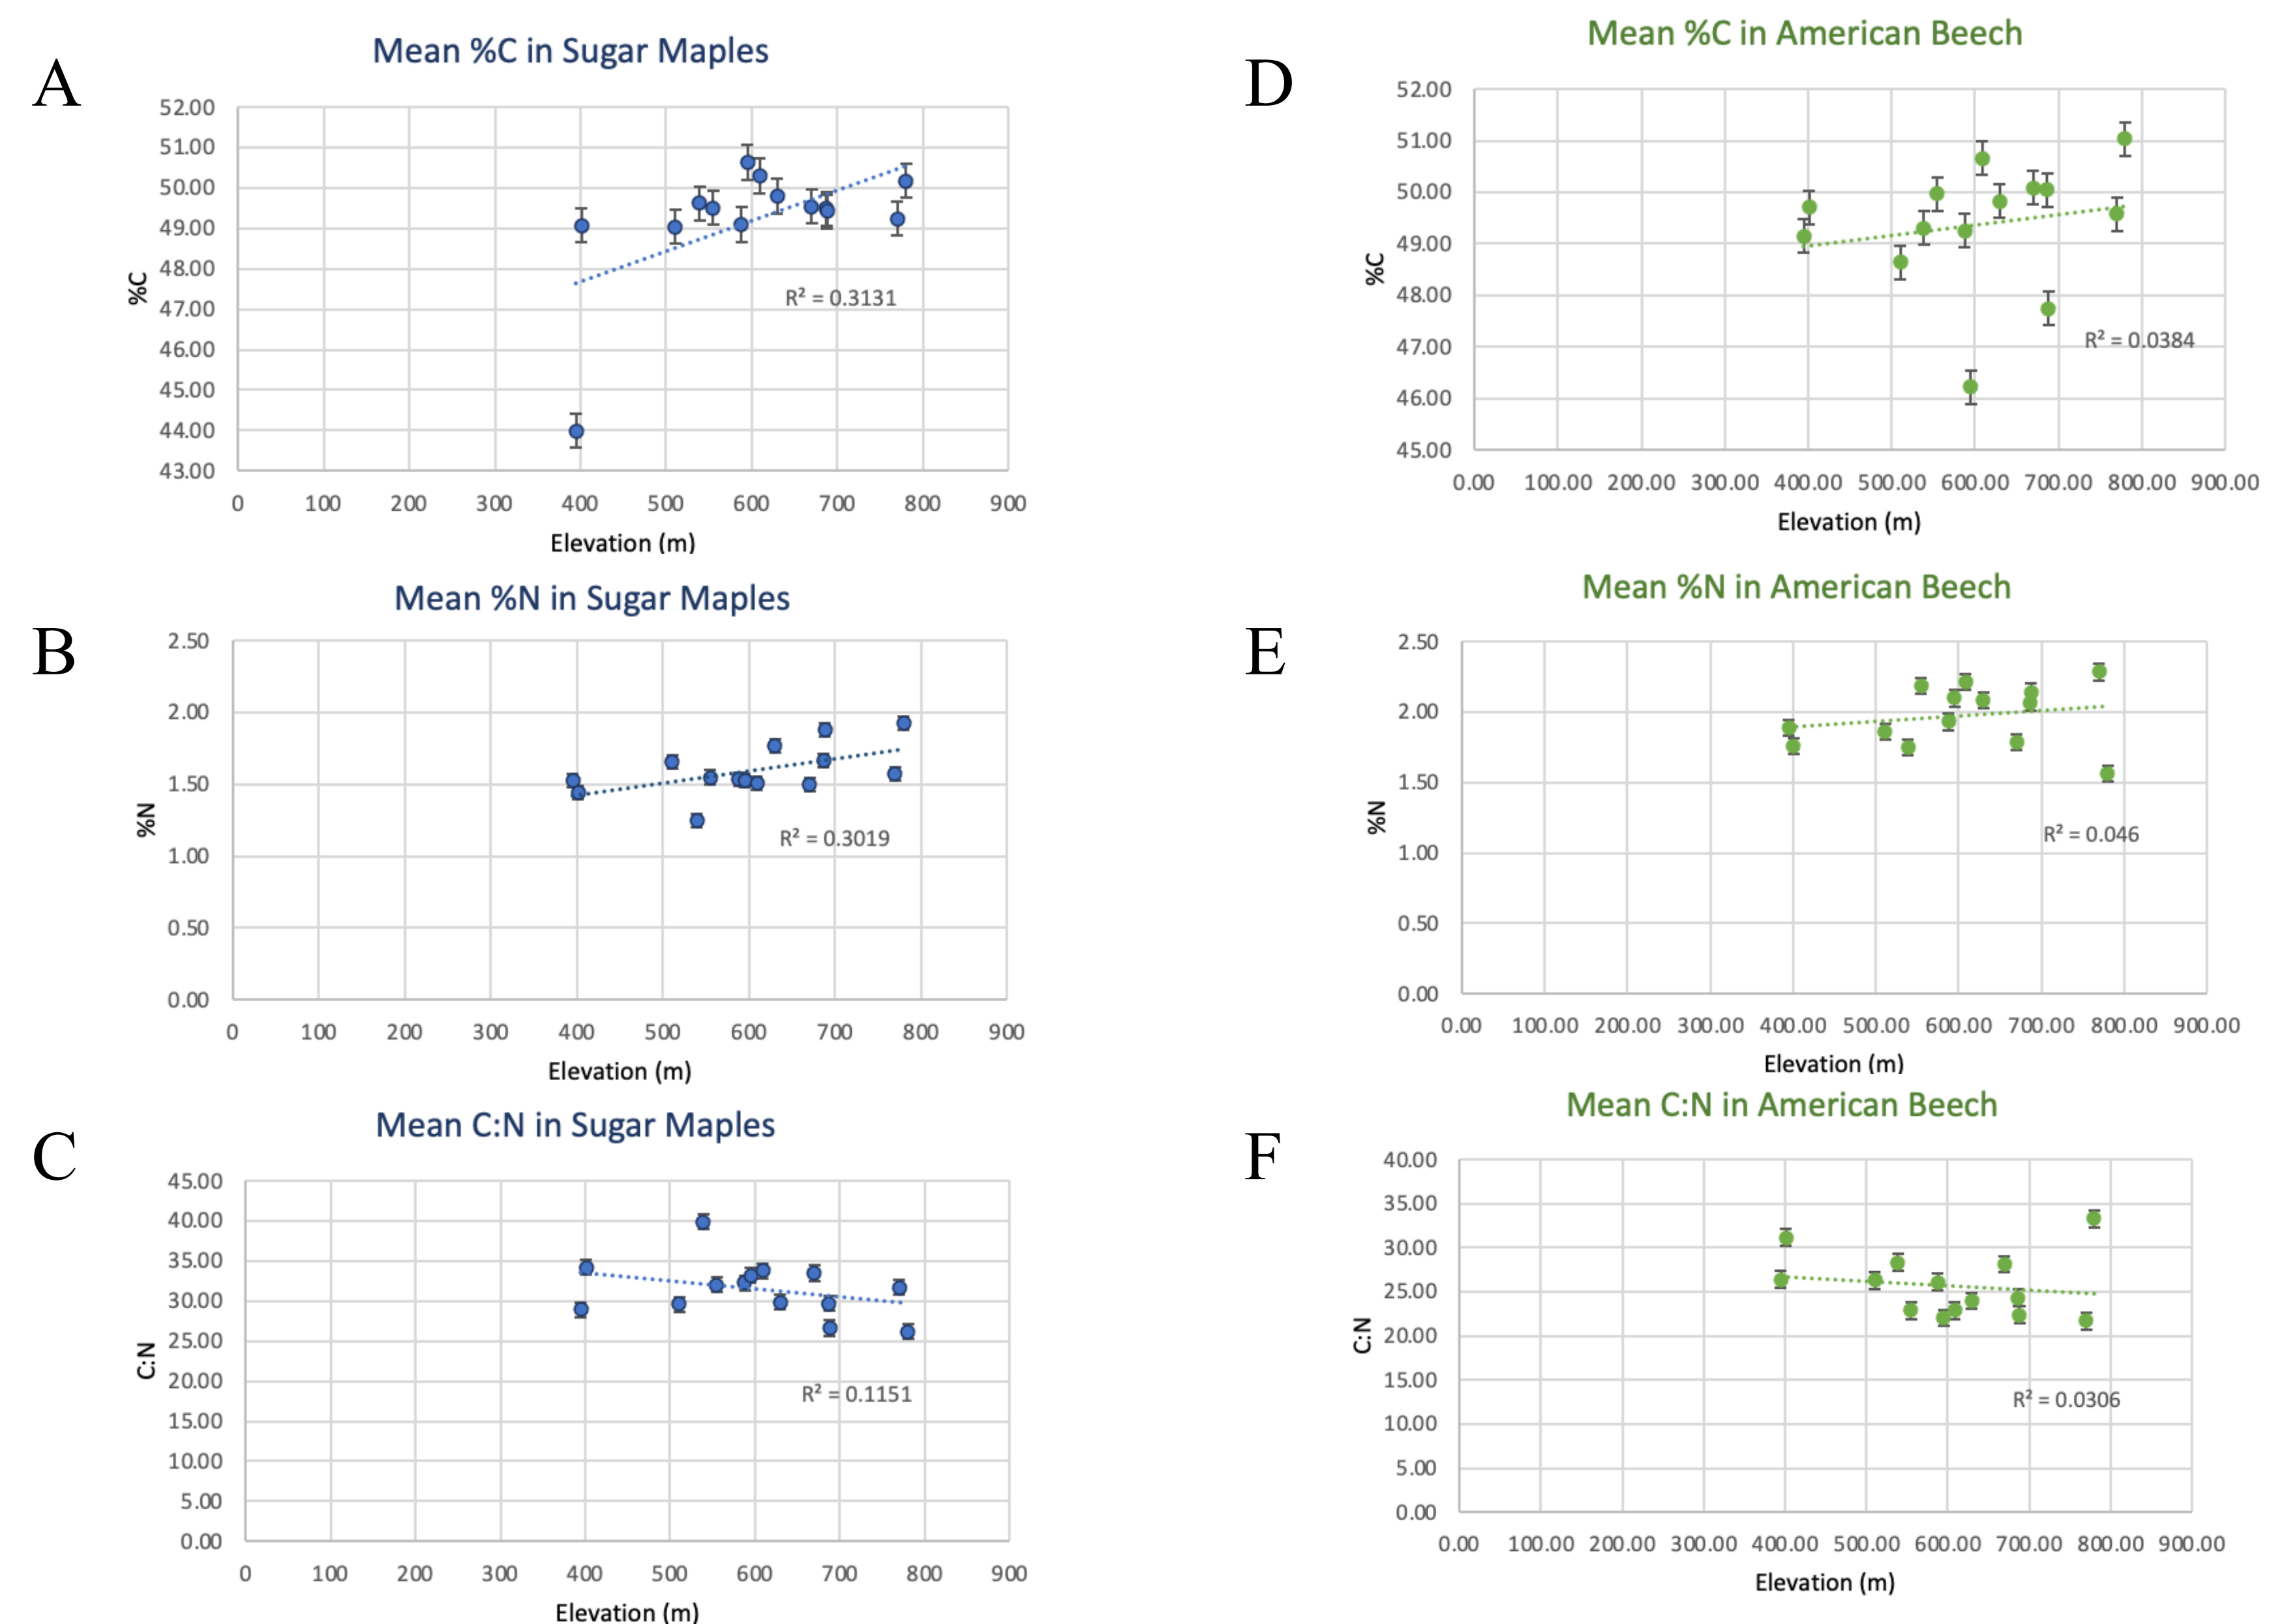 A
Mean %C in Sugar Maples
52.00
51.00
50.00
49.00
48.00
47.00
46.00
45.00
44.00
43.00
%C
R² = 0.3131
0 100 200 300 400 500 600 700 800 900
Elevation (m)
B
Mean %N in Sugar Maples
2.50
2.00
1.50
1.00
0.50
0.00
%N
R² = 0.3019
0 100 200 300 400 500 600 700 800 900
Elevation (m)
C
Mean C:N in Sugar Maples
45.00
40.00
35.00
30.00
25.00
20.00
15.00
10.00
5.00
0.00
C:N
R² = 0.1151
0 100 200 300 400 500 600 700 800 900
Elevation (m)
D
Mean %C in American Beech
52.00
51.00
50.00
49.00
48.00
47.00
46.00
45.00
%C
R² = 0.0384
0.00 100.00 200.00 300.00 400.00 500.00 600.00 700.00 800.00 900.00
Elevation (m)
E
Mean %N in American Beech
2.50
2.00
1.50
1.00
0.50
0.00
%N
R² = 0.046
0.00 100.00 200.00 300.00 400.00 500.00 600.00 700.00 800.00 900.00
Elevation (m)
F
Mean C:N in American Beech
40.00
35.00
30.00
25.00
20.00
15.00
10.00
5.00
0.00
C:N
R² = 0.0306
0.00 100.00 200.00 300.00 400.00 500.00 600.00 700.00 800.00 900.00
Elevation (m)